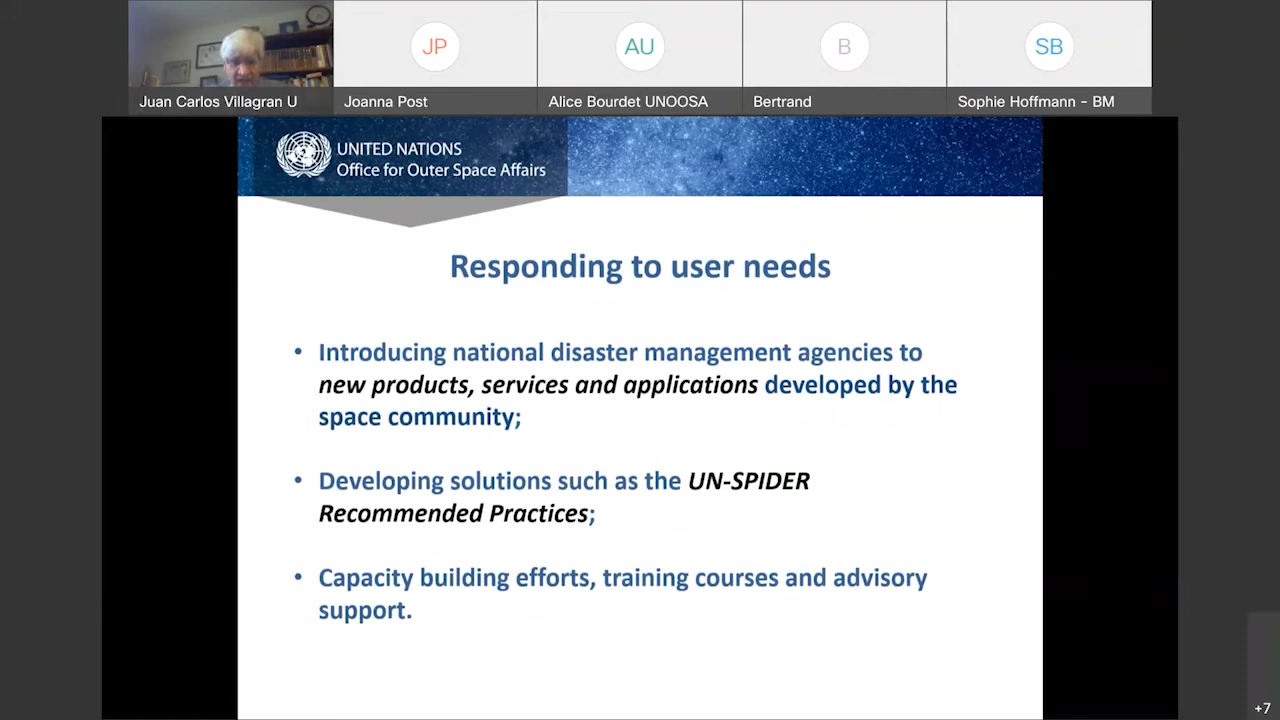 JP
AU
B
SB
Juan Carlos Villagran U
Joanna Post
Alice Bourdet UNOOSA
Bertrand
Sophie Hoffmann - BM
UNITED NATIONS
Office for Outer Space Affairs
Responding to user needs
• Introducing national disaster management agencies to
new products, services and applications developed by the
space community;
• Developing solutions such as the UN-SPIDER
Recommended Practices;
• Capacity building efforts, training courses and advisory
support.
+7